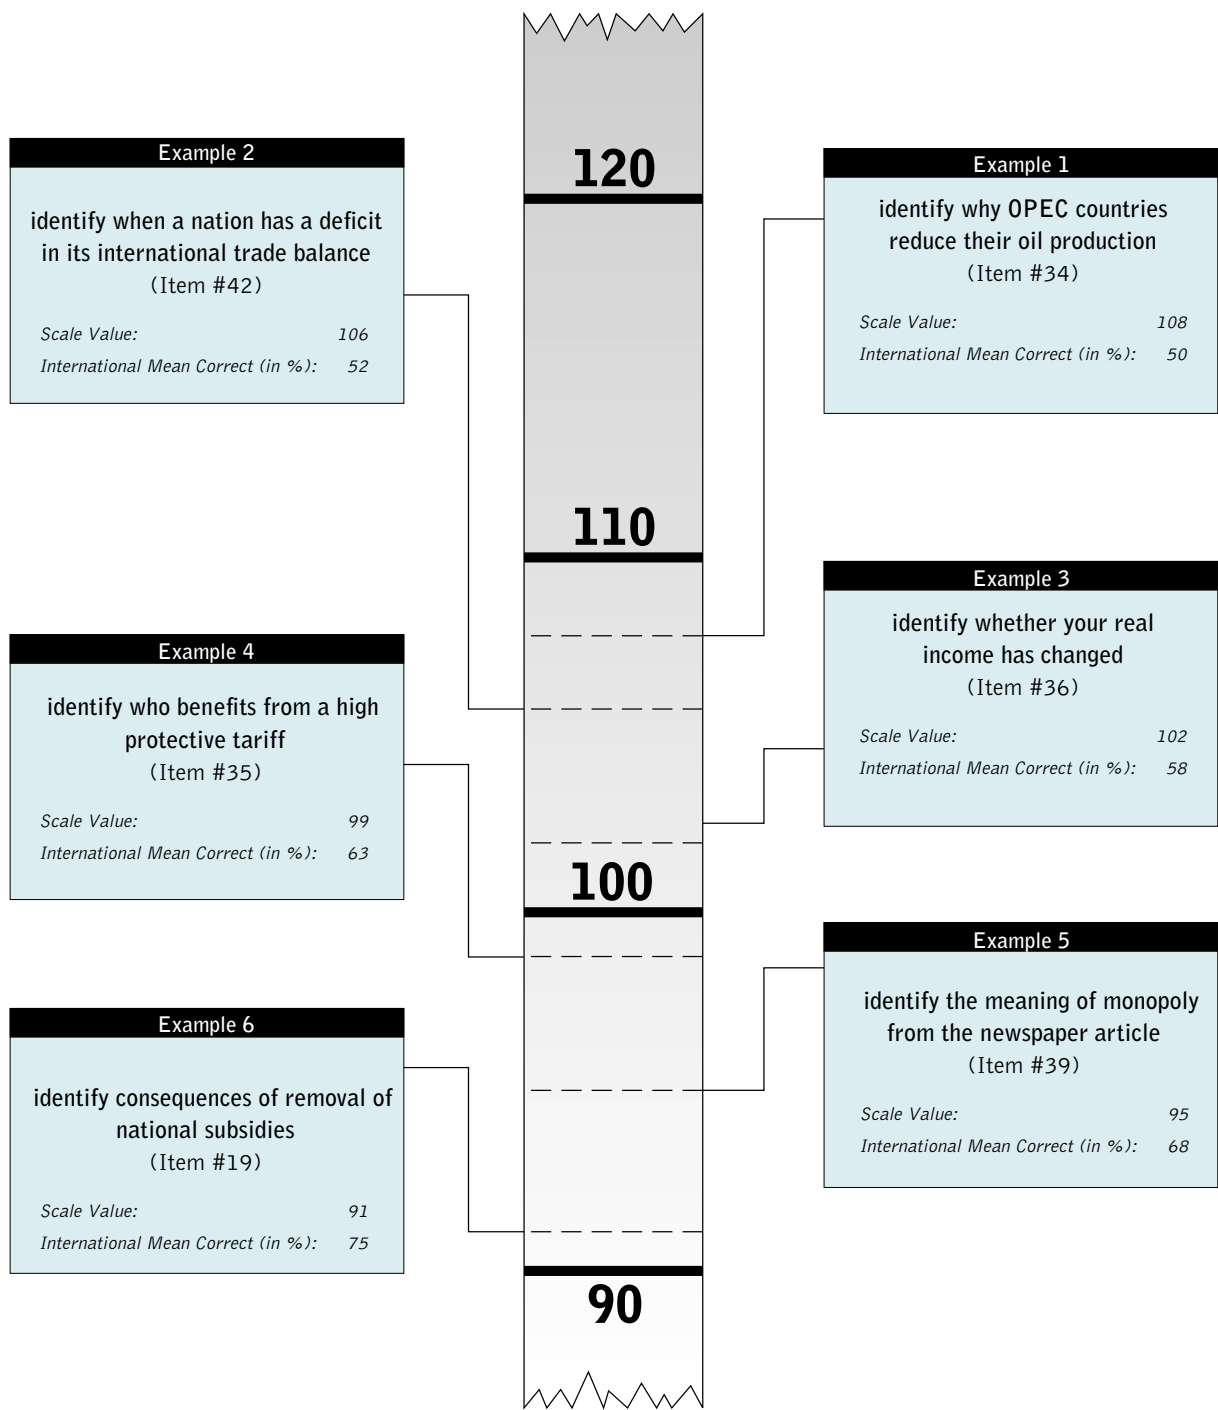 120
Example 2
identify when a nation has a deficit
in its international trade balance
(Item #42)
Scale Value: 106
International Mean Correct (in %): 52
Example 1
identify why OPEC countries
reduce their oil production
(Item #34)
Scale Value: 108
International Mean Correct (in %): 50
110
Example 3
identify whether your real
income has changed
(Item #36)
Scale Value: 102
International Mean Correct (in %): 58
Example 4
identify who benefits from a high
protective tariff
(Item #35)
Scale Value: 99
International Mean Correct (in %): 63
100
Example 5
identify the meaning of monopoly
from the newspaper article
(Item #39)
Scale Value: 95
International Mean Correct (in %): 68
Example 6
identify consequences of removal of
national subsidies
(Item #19)
Scale Value: 91
International Mean Correct (in %): 75
90